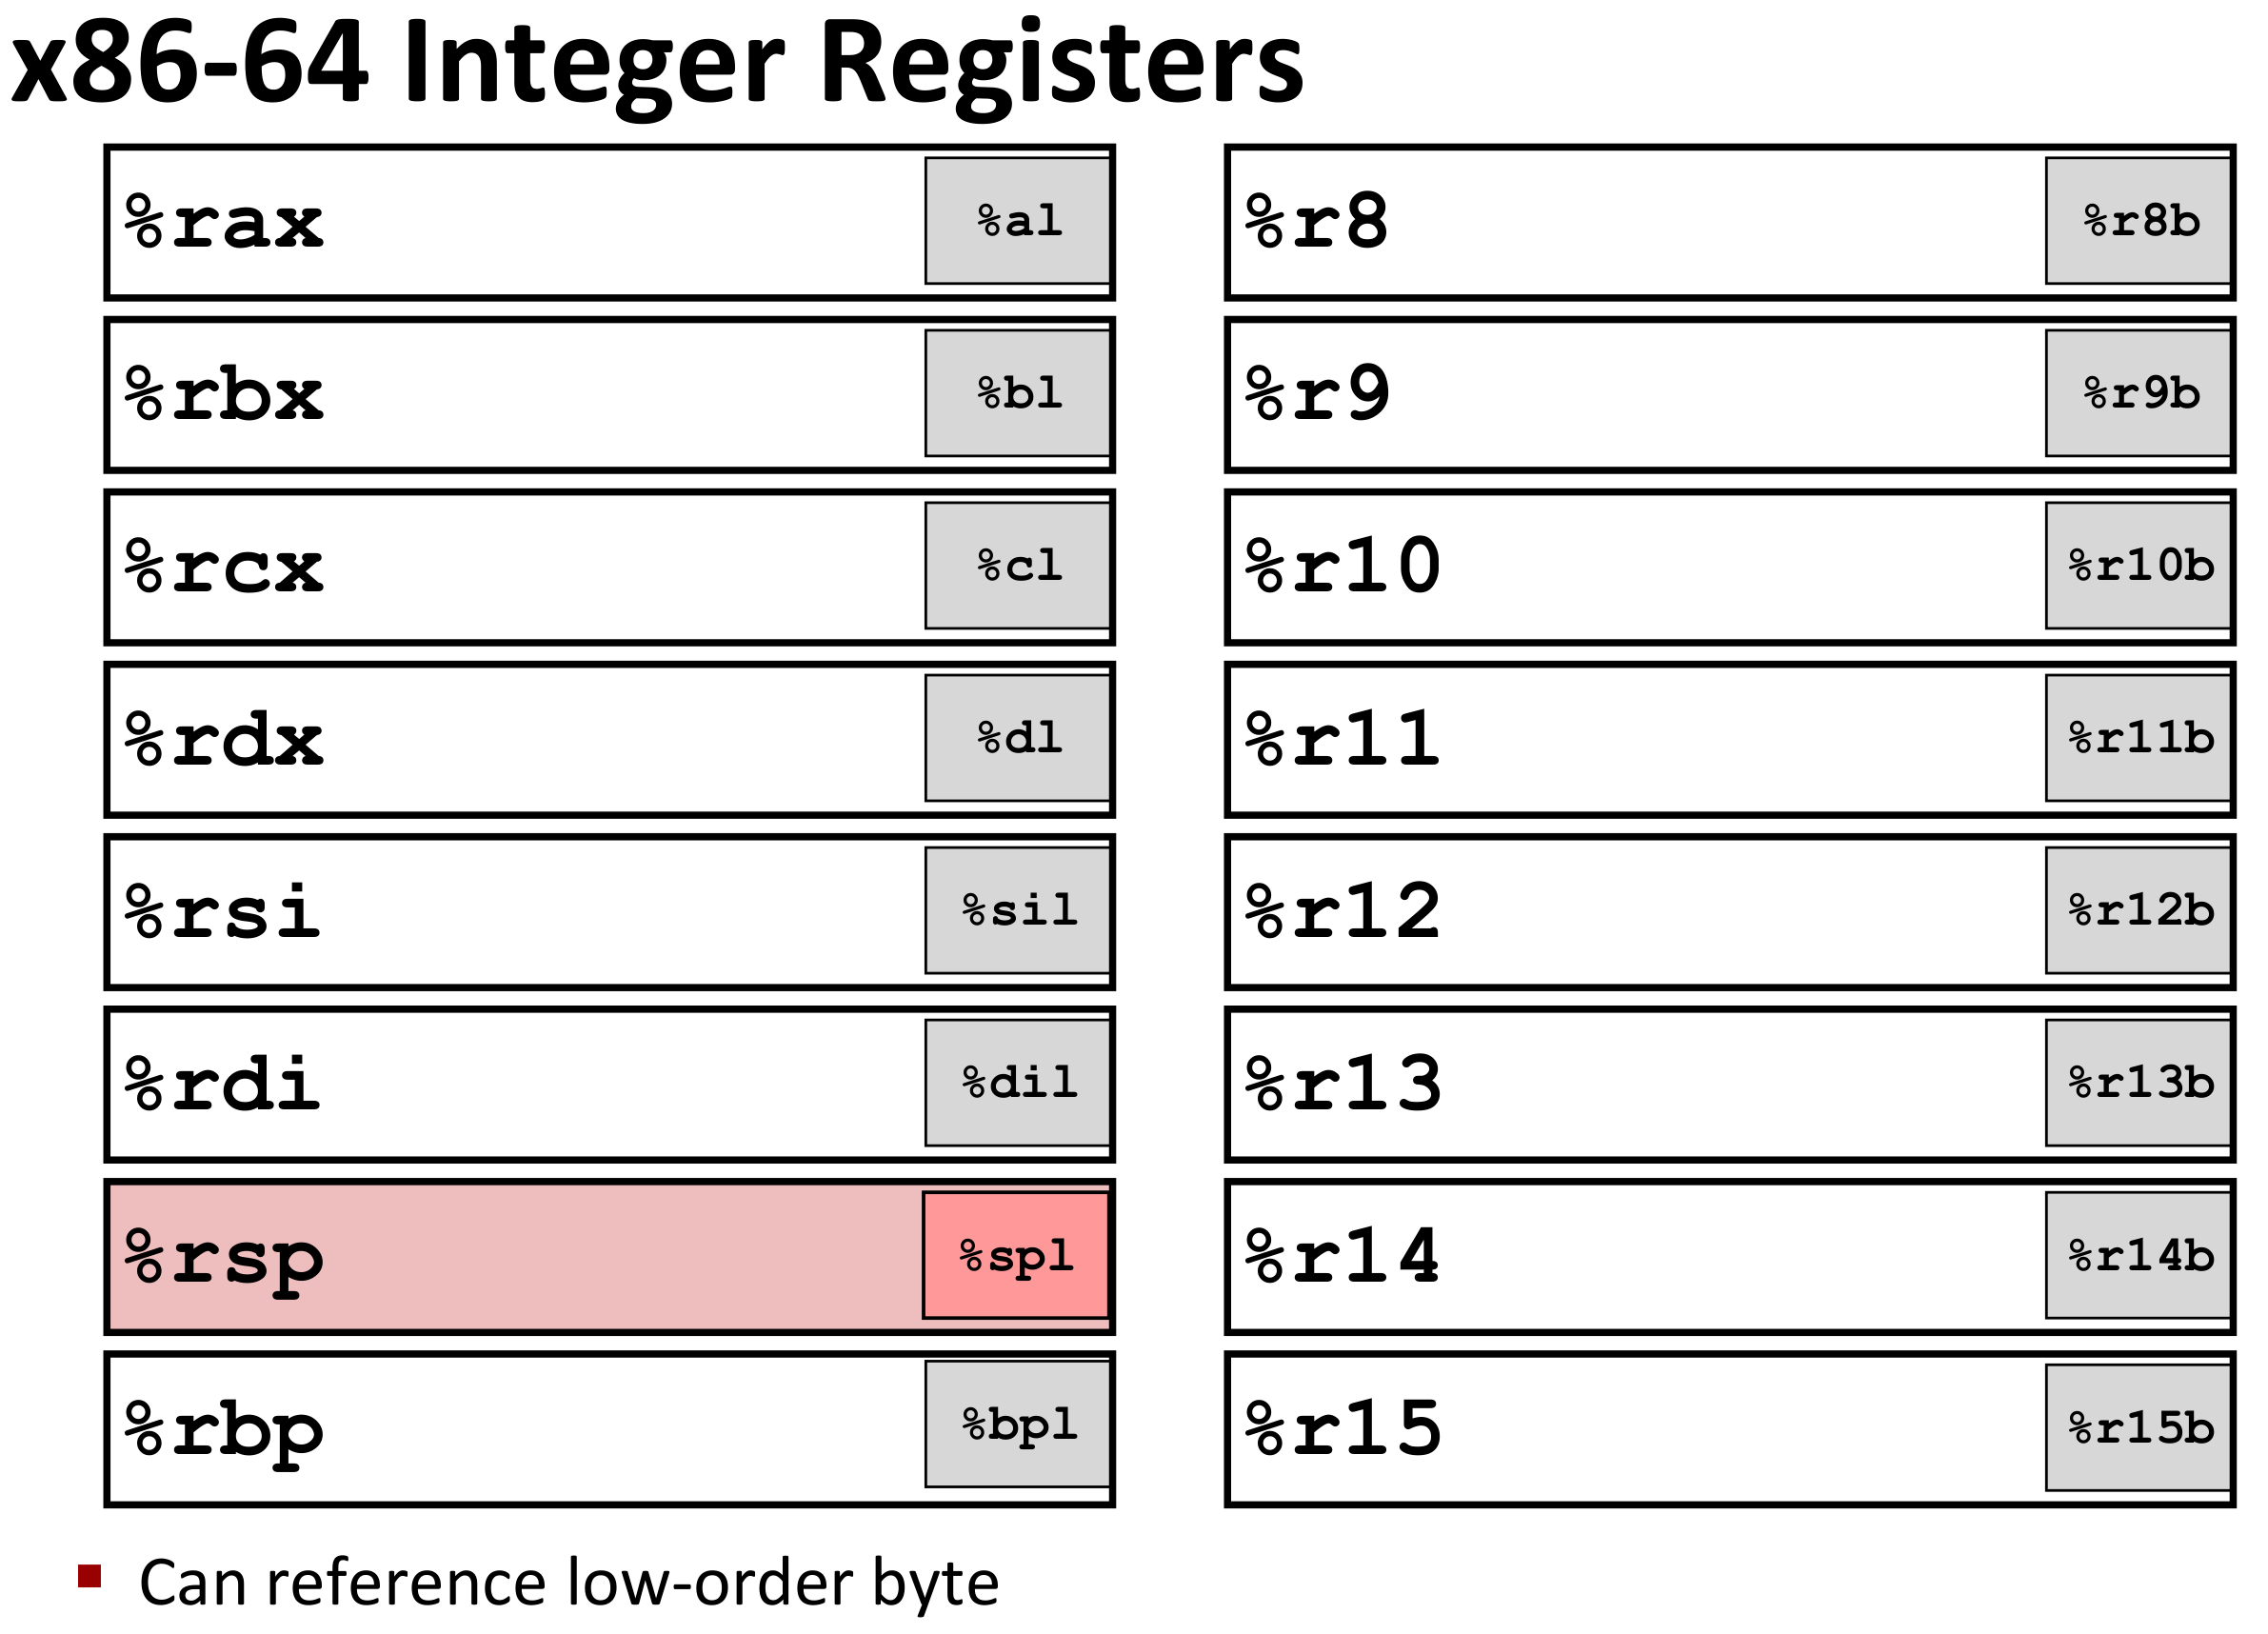 x86-64 Integer Registers
%rax %al %r8 %r8b
%rbx %bl %r9 %r9b
%rcx %cl %r10 %r10b
%rdx %dl %r11 %r11b
%rsi %sil %r12 %r12b
%rdi %dil %r13 %r13b
%rsp %spl %r14 %r14b
%rbp %bpl %r15 %r15b
Can reference low-order byte